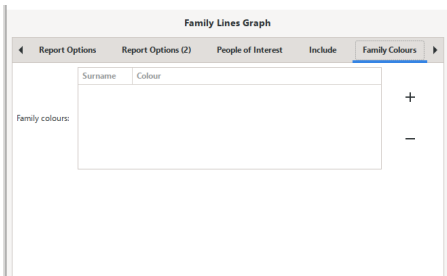 Family Lines Graph
Report Options
Report Options (2)
People of Interest
Include
Family Colours
Surname
Colour
Family colours: